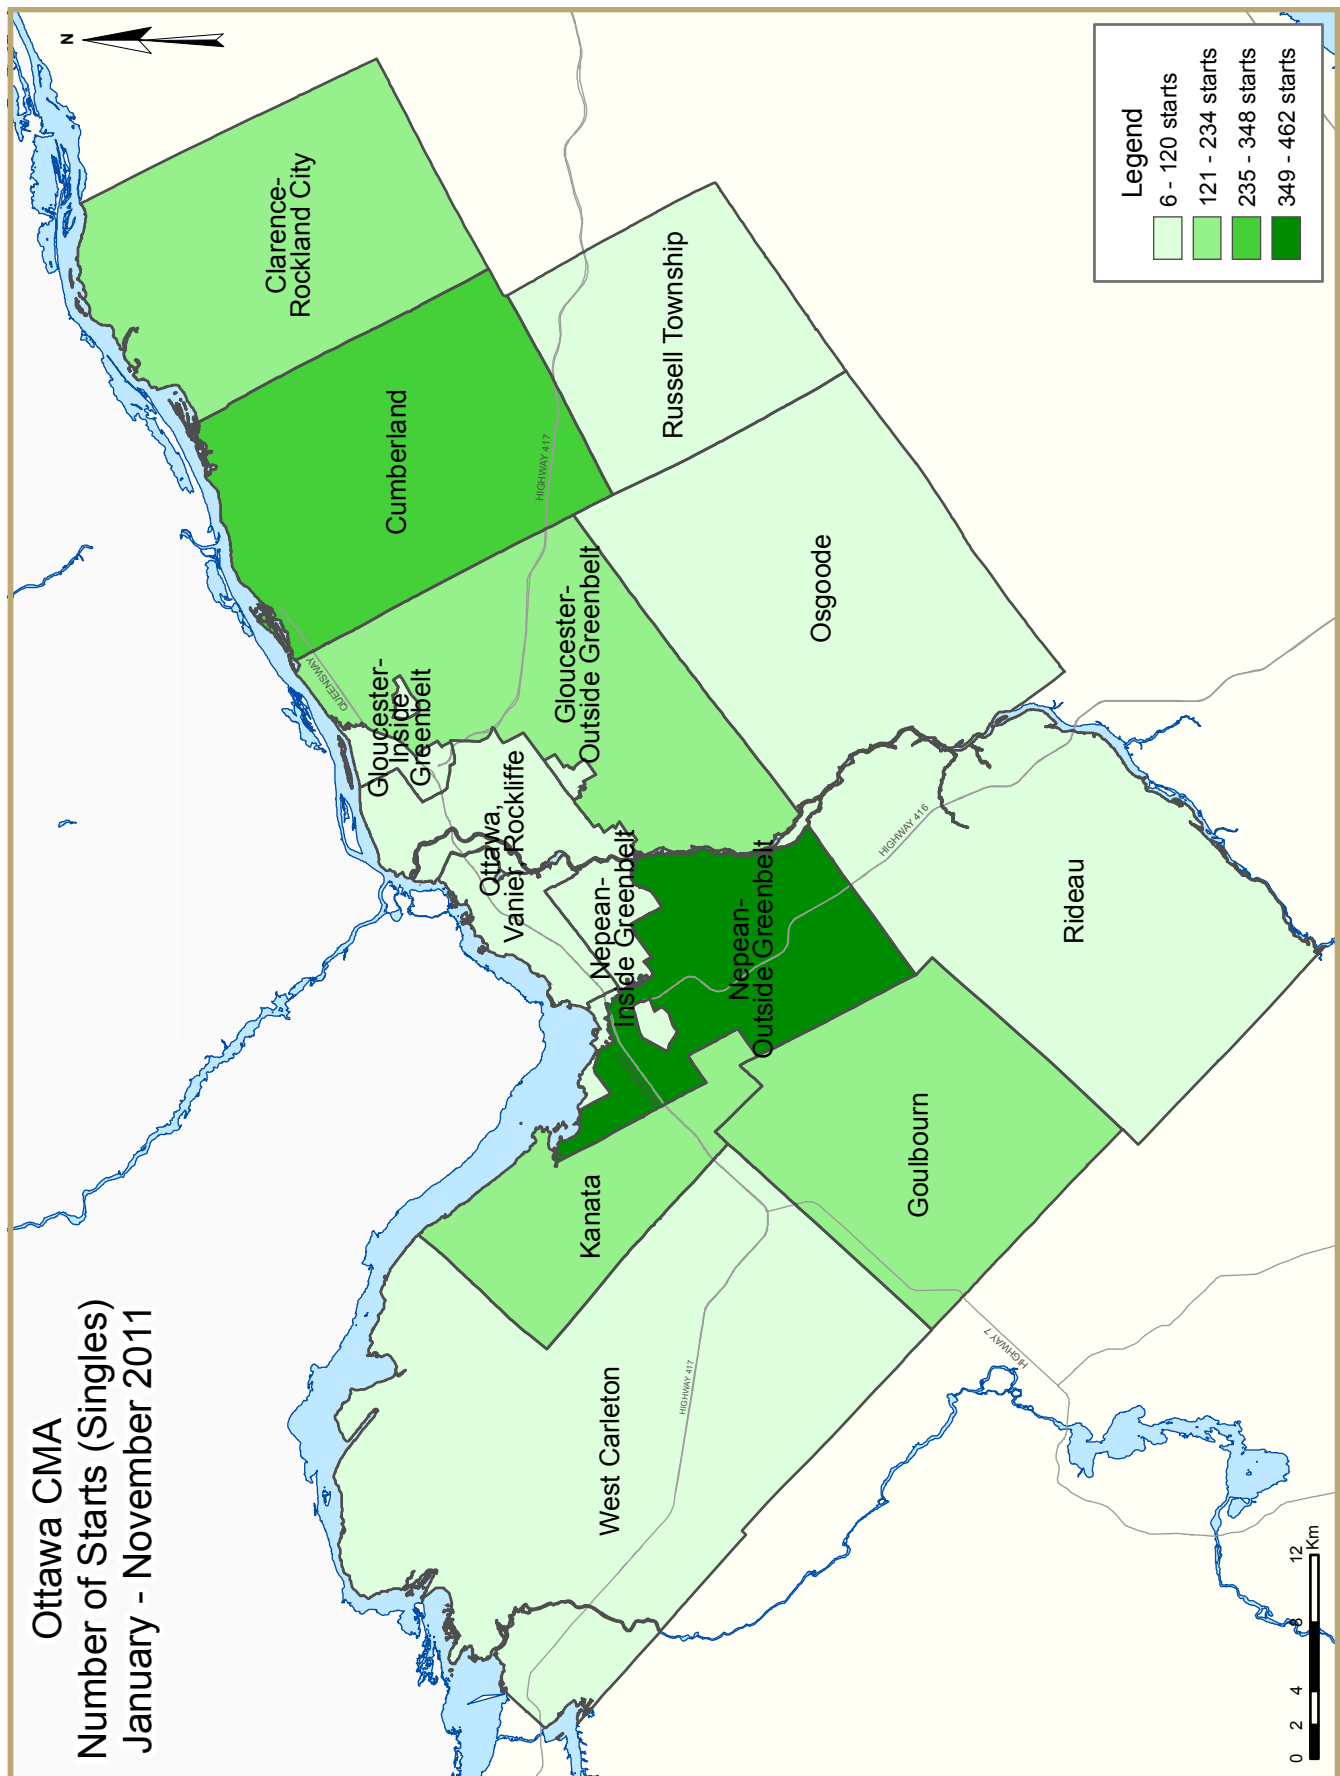 Ottawa CMA
Number of Starts (Singles)
January - November 2011
N
Clarence-
Rockland City
Cumberland
Russell Township
HIGHWAY 417
QUEENSWAY
Gloucester-
Inside
Greenbelt
Gloucester-
Outside Greenbelt
Osgoode
Ottawa,
Vanier, Rockliffe
Nepean-
Inside Greenbelt
Nepean-
Outside Greenbelt
HIGHWAY 416
Rideau
Kanata
Goulbourn
West Carleton
HIGHWAY 417
HIGHWAY 7
Legend
6 - 120 starts
121 - 234 starts
235 - 348 starts
349 - 462 starts
0 2 4 8 12
Km